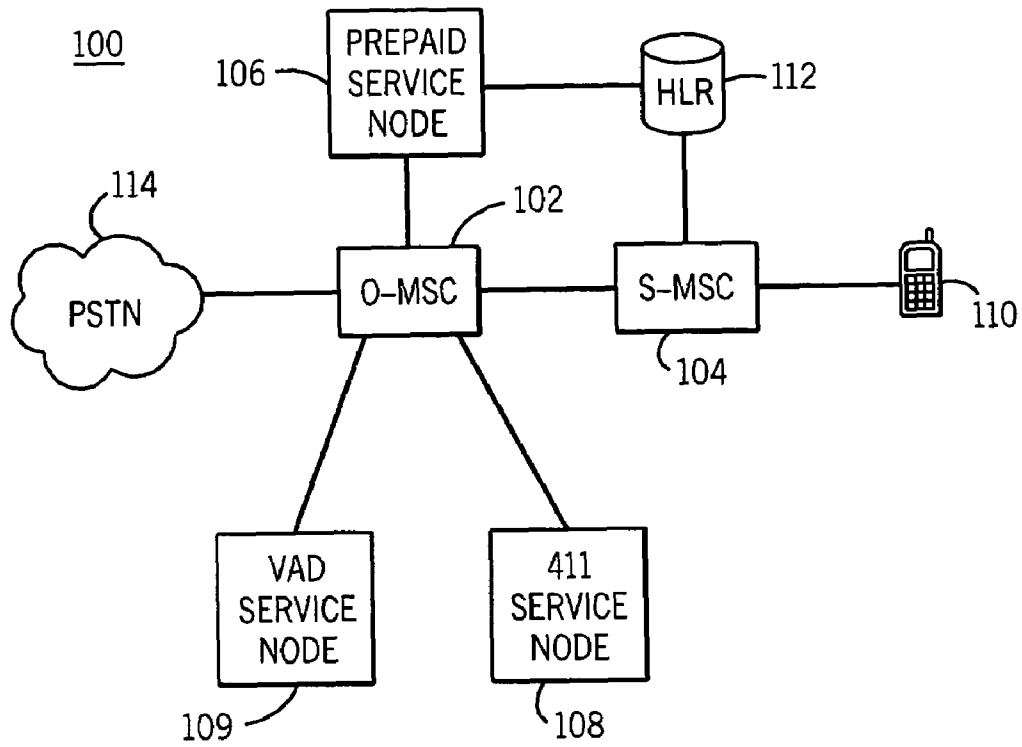 100
PREPAID
SERVICE
NODE
106
HLR
112
114
102
PSTN
O-MSC
S-MSC
110
104
VAD
SERVICE
NODE
411
SERVICE
NODE
109
108